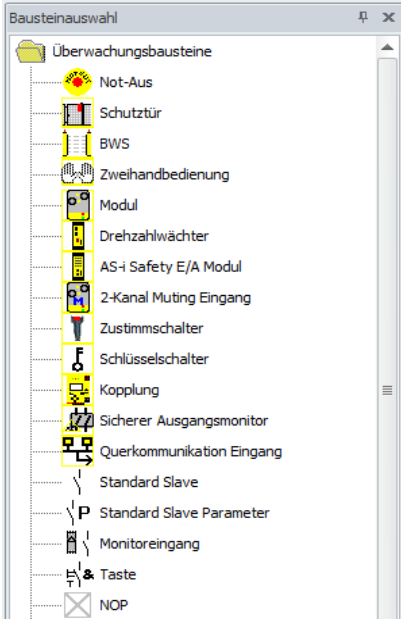 Bausteinauswahl
Überwachungsbausteine
Not-Aus
Schutztür
BWS
Zweihandbedienung
Modul
Drehzahlwächter
AS-i Safety E/A Modul
2-Kanal Muting Eingang
Zustimmschalter
Schlüsselschalter
Kopplung
Sicherer Ausgangsmonitor
Querkommunikation Eingang
Standard Slave
P Standard Slave Parameter
Monitoreingang
& Taste
NOP